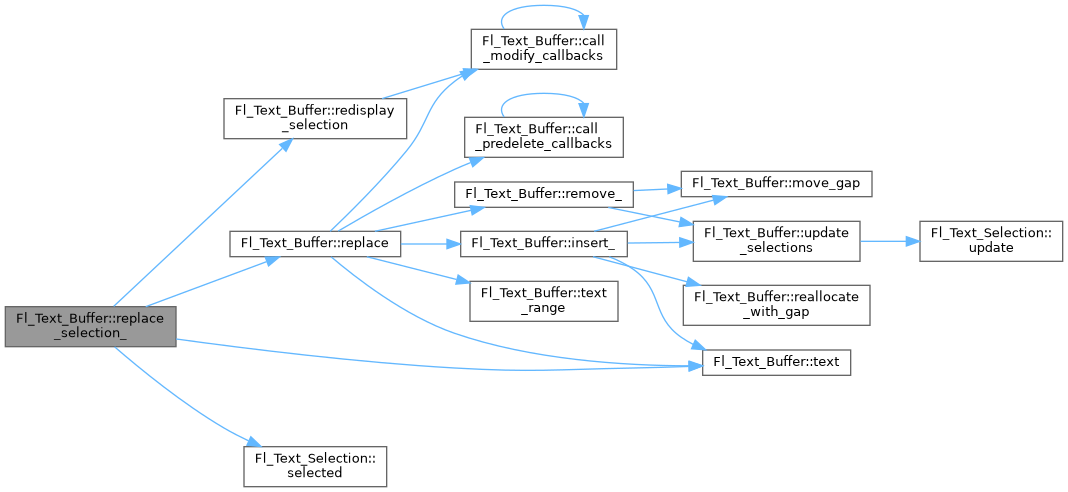 Fl_Text_Buffer::call
_modify_callbacks
Fl_Text_Buffer::redisplay
_selection
Fl_Text_Buffer::call
_predelete_callbacks
Fl_Text_Buffer::remove_
Fl_Text_Buffer::move_gap
Fl_Text_Buffer::replace
Fl_Text_Buffer::insert_
Fl_Text_Buffer::update
_selections
Fl_Text_Selection::
update
Fl_Text_Buffer::text
_range
Fl_Text_Buffer::reallocate
_with_gap
Fl_Text_Buffer::replace
_selection_
Fl_Text_Buffer::text
Fl_Text_Selection::
selected